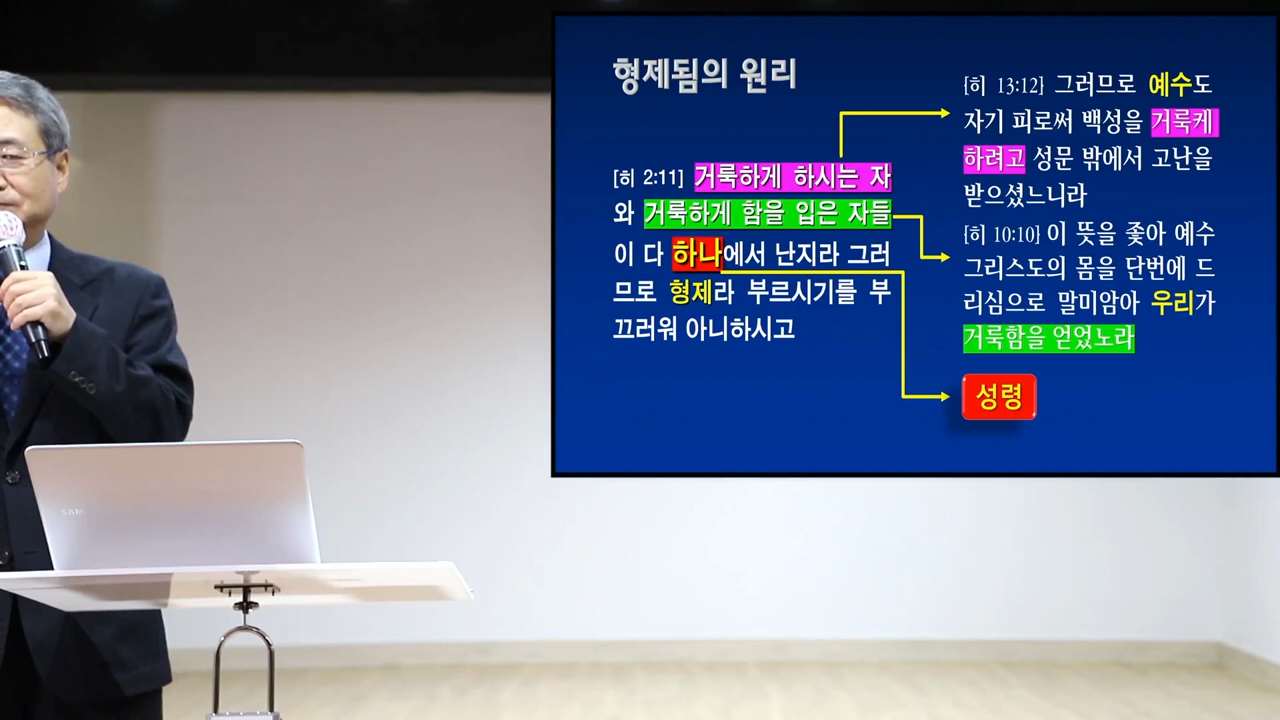 형제됨의 원리
[히 2:11] 거룩하게 하시는 자
와 거룩하게 함을 입은 자들
이 다 하나에서 난지라 그러
므로 형제라 부르시기를 부
끄러워 아니하시고
[히 13:12] 그러므로 예수도
자기 피로써 백성을 거룩케
하려고 성문 밖에서 고난을
받으셨느니라
[히 10:10] 이 뜻을 좇아 예수
그리스도의 몸을 단번에 드
리심으로 말미암아 우리가
거룩함을 얻었노라
성령